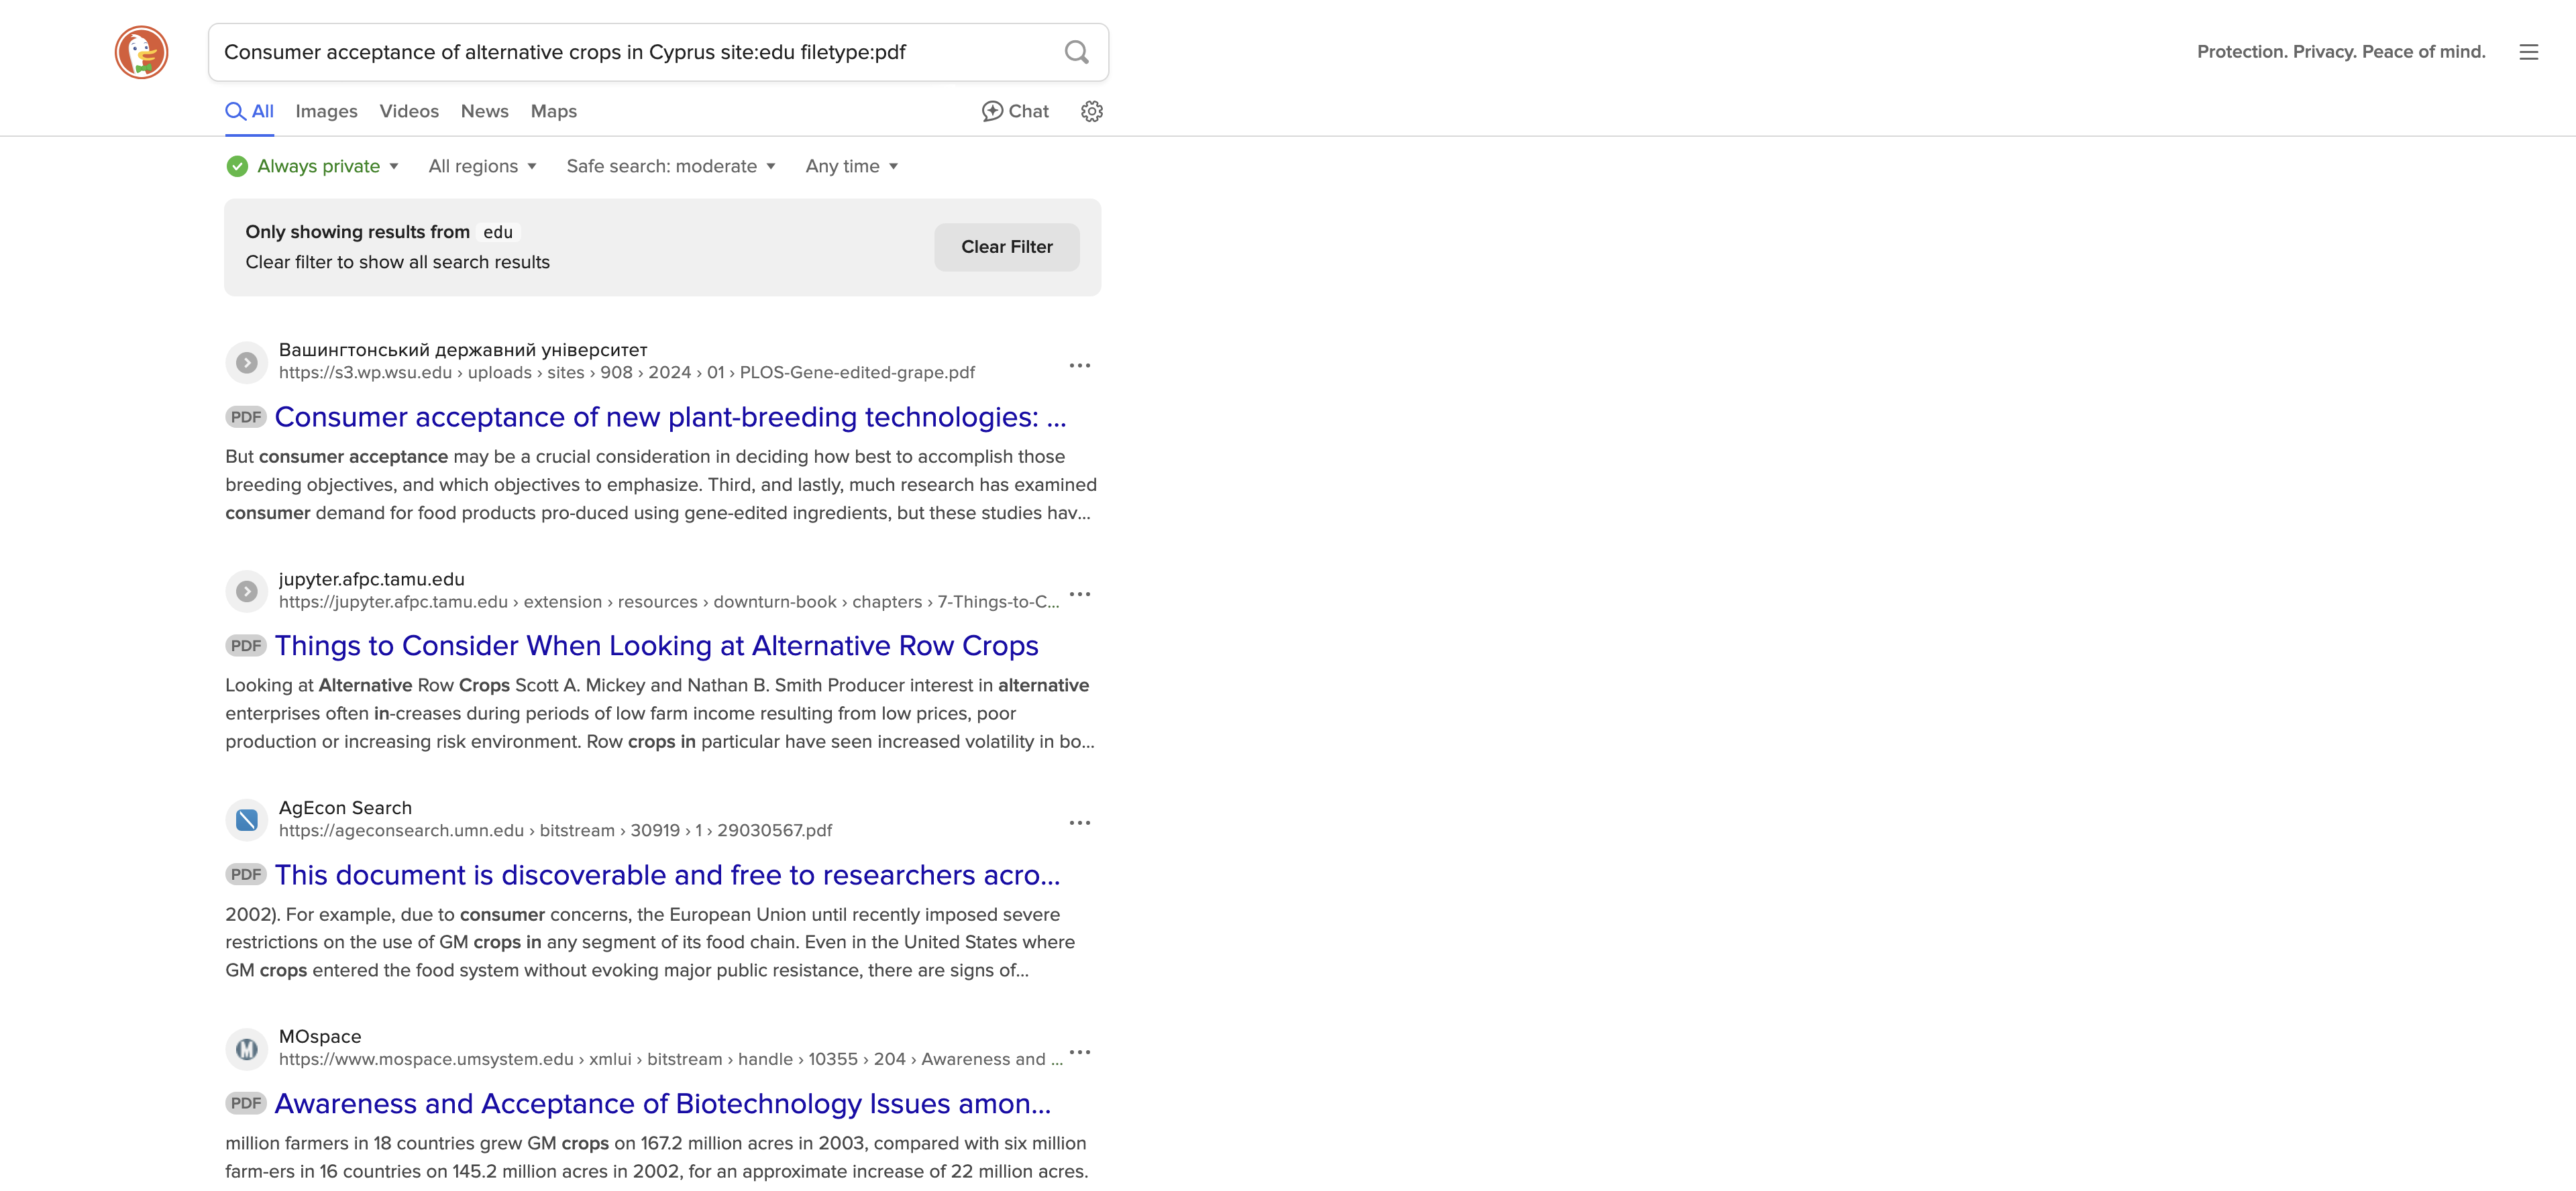 Consumer acceptance of alternative crops in Cyprus site:edu filetype:pdf
Protection. Privacy. Peace of mind.
All Images Videos News Maps Chat
Always private All regions Safe search: moderate Any time
Only showing results from edu
Clear filter to show all search results
Clear Filter
Вашингтонський державний університет
https://s3.wp.wsu.edu › uploads › sites › 908 › 2024 › 01 › PLOS-Gene-edited-grape.pdf
PDF Consumer acceptance of new plant-breeding technologies: ...
But consumer acceptance may be a crucial consideration in deciding how best to accomplish those
breeding objectives, and which objectives to emphasize. Third, and lastly, much research has examined
consumer demand for food products pro-duced using gene-edited ingredients, but these studies hav...
jupyter.afpc.tamu.edu
https://jupyter.afpc.tamu.edu › extension › resources › downturn-book › chapters › 7-Things-to-C...
PDF Things to Consider When Looking at Alternative Row Crops
Looking at Alternative Row Crops Scott A. Mickey and Nathan B. Smith Producer interest in alternative
enterprises often in-creases during periods of low farm income resulting from low prices, poor
production or increasing risk environment. Row crops in particular have seen increased volatility in bo...
AgEcon Search
https://ageconsearch.umn.edu › bitstream › 30919 › 1 › 29030567.pdf
PDF This document is discoverable and free to researchers acro...
2002). For example, due to consumer concerns, the European Union until recently imposed severe
restrictions on the use of GM crops in any segment of its food chain. Even in the United States where
GM crops entered the food system without evoking major public resistance, there are signs of...
MOspace
https://www.mospace.umsystem.edu › xmlui › bitstream › handle › 10355 › 204 › Awareness and ...
PDF Awareness and Acceptance of Biotechnology Issues amon...
million farmers in 18 countries grew GM crops on 167.2 million acres in 2003, compared with six million
farm-ers in 16 countries on 145.2 million acres in 2002, for an approximate increase of 22 million acres.